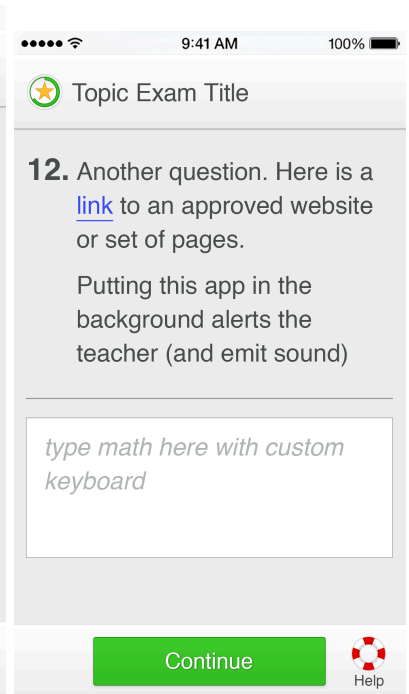 9:41 AM
100%
Topic Exam Title
12. Another question. Here is a
link to an approved website
or set of pages.
Putting this app in the
background alerts the
teacher (and emit sound)
type math here with custom
keyboard
Continue
Help